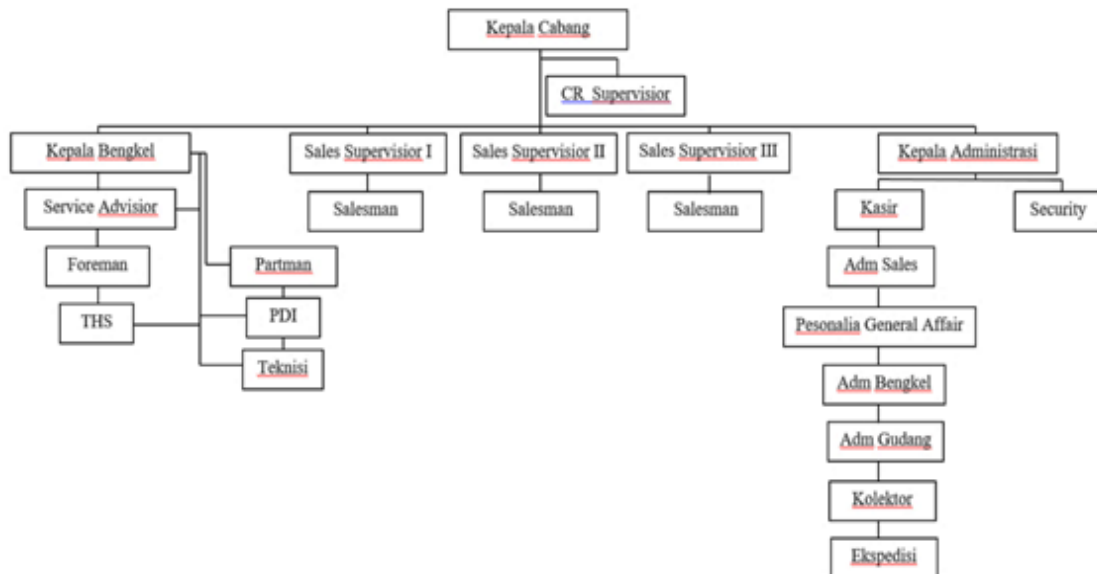 Kepala Cabang
CR Supervisior
Kepala Bengkel
Sales Supervisior I
Sales Supervisior II
Sales Supervisior III
Kepala Administrasi
Service Advisior
Salesman
Salesman
Salesman
Kasir
Security
Foreman
Partman
Adm Sales
THS
PDI
Pesonalia General Affair
Teknisi
Adm Bengkel
Adm Gudang
Kolektor
Ekspedisi